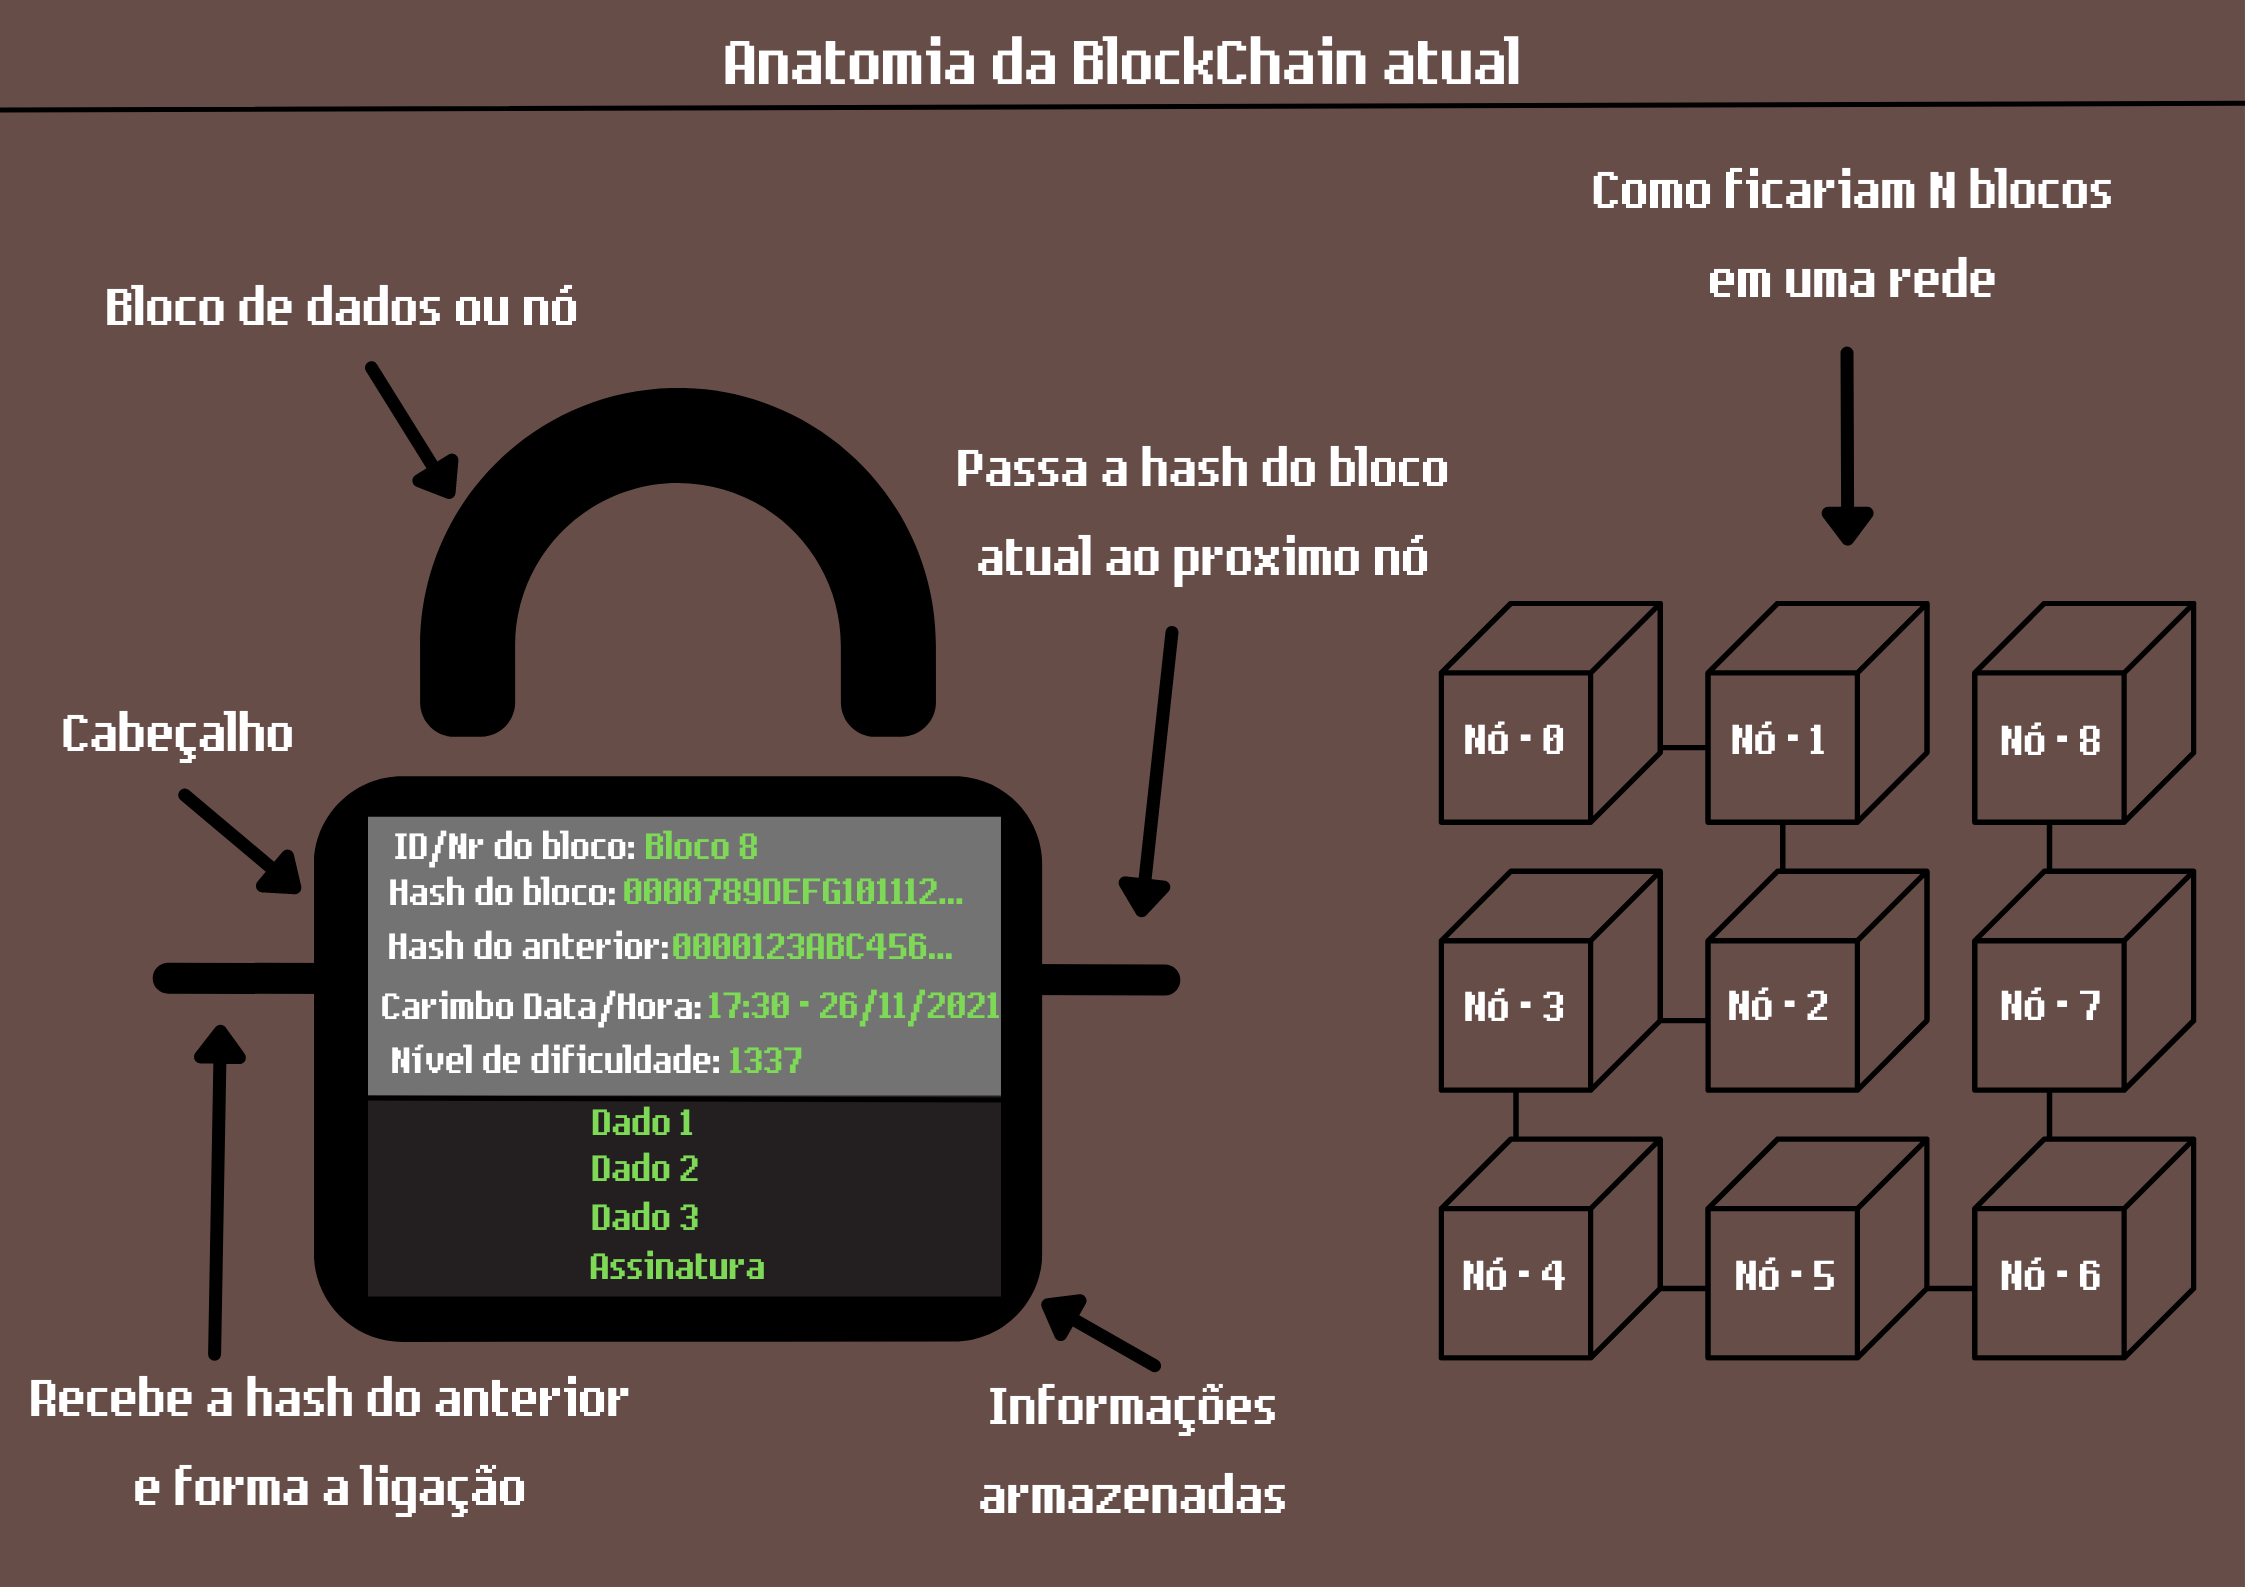 Anatomia da BlockChain atual
Como ficariam N blocos
em uma rede
Bloco de dados ou nó
Passa a hash do bloco
atual ao proximo nó
Cabeçalho
ID/Nr do bloco: Bloco 8
Hash do bloco: 0000789DEFG101112...
Hash do anterior:0000123ABC456...
Carimbo Data/Hora: 17:30 - 26/11/2021
Nível de dificuldade: 1337
Dado 1
Dado 2
Dado 3
Assinatura
Recebe a hash do anterior
e forma a ligação
Informações
armazenadas
Nó - 0
Nó - 1
Nó - 8
Nó - 3
Nó - 2
Nó - 7
Nó - 4
Nó - 5
Nó - 6